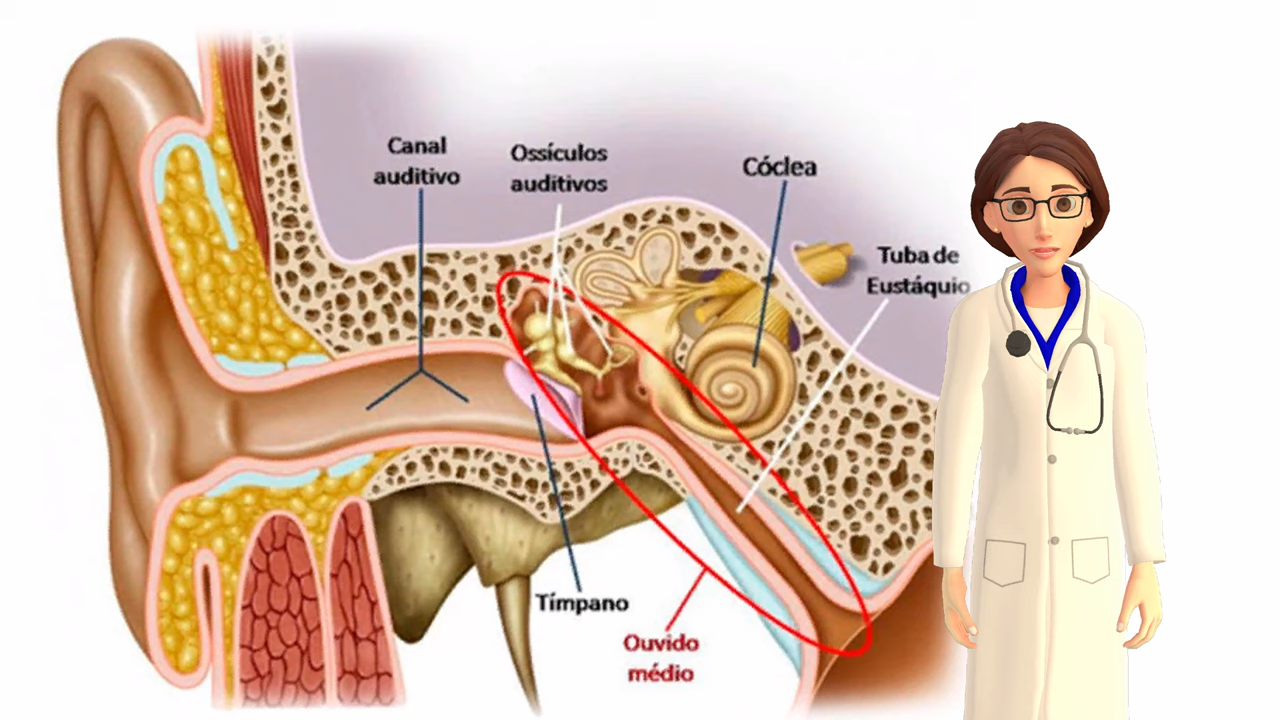 Canal
auditivo
Ossículos
auditivos
Cóclea
Tuba de
Eustáquio
Tímpano
Ouvido
médio